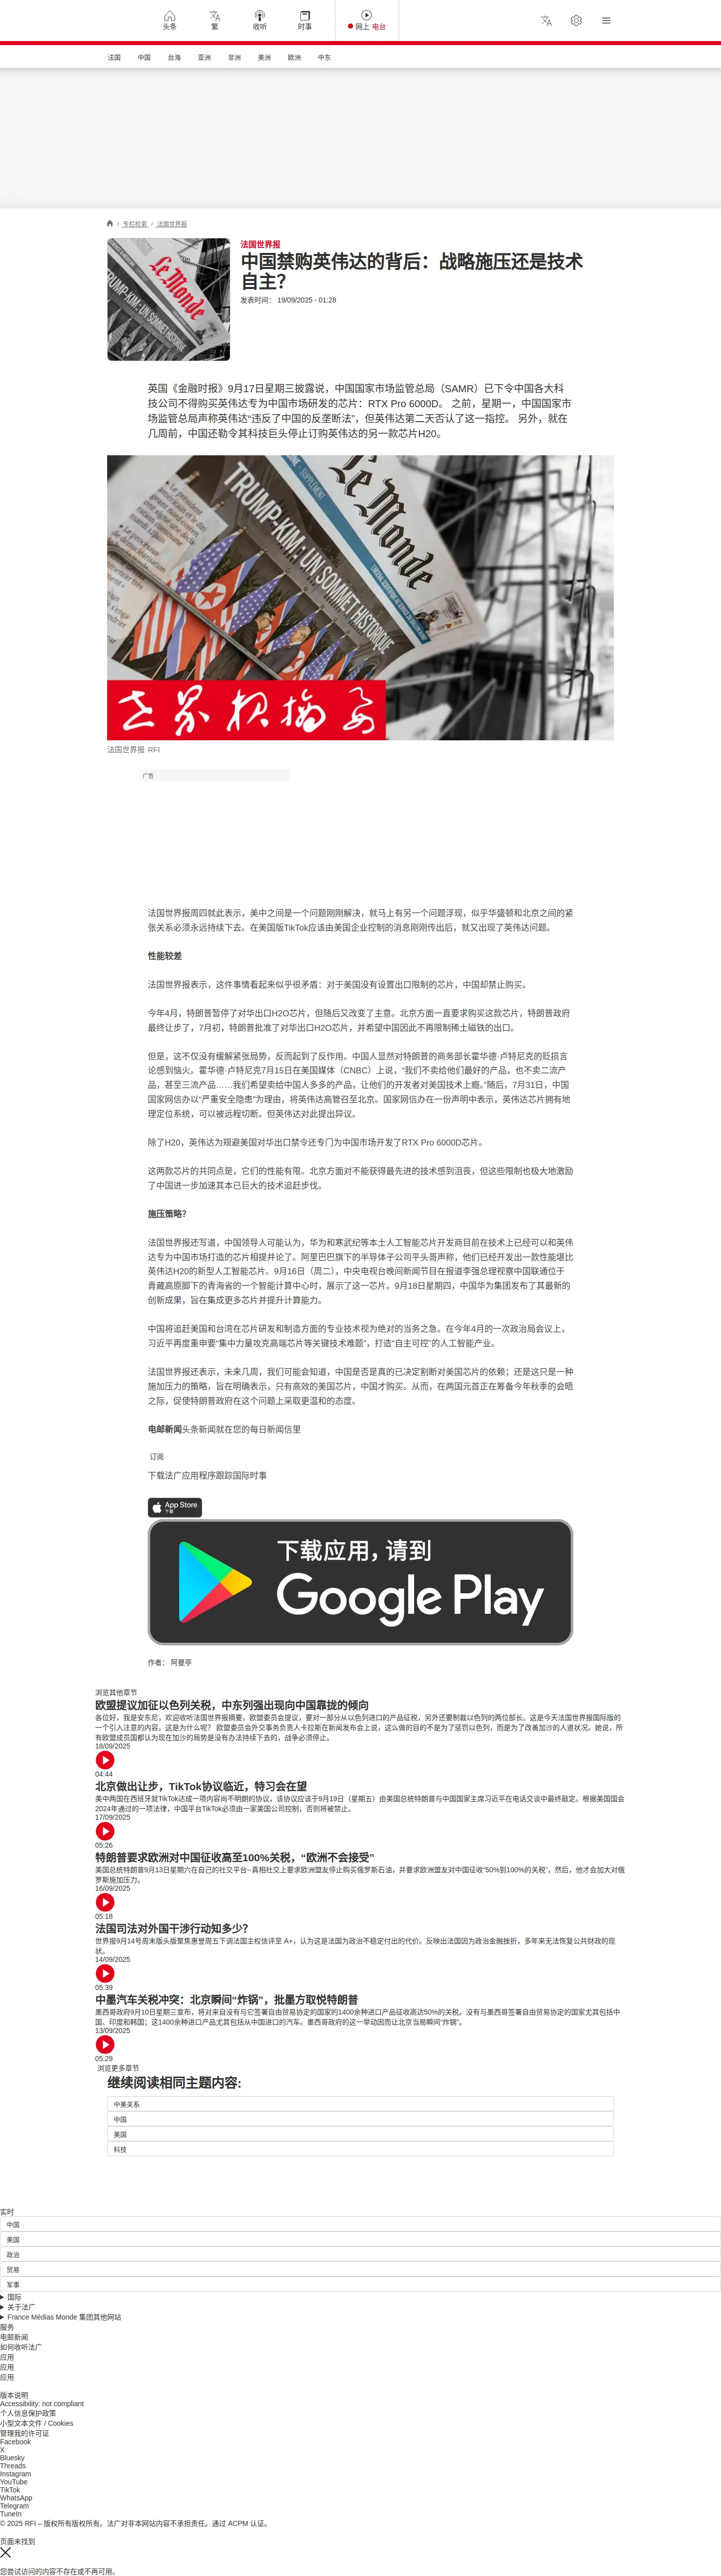 头条
繁
收听
时事
网上 电台
法国
中国
台海
亚洲
非洲
美洲
欧洲
中东
/ 专栏检索 / 法国世界报
法国世界报
中国禁购英伟达的背后：战略施压还是技术
自主？
发表时间： 19/09/2025 - 01:28
英国《金融时报》9月17日星期三披露说，中国国家市场监管总局（SAMR）已下令中国各大科
技公司不得购买英伟达专为中国市场研发的芯片：RTX Pro 6000D。 之前，星期一，中国国家市
场监管总局声称英伟达“违反了中国的反垄断法”，但英伟达第二天否认了这一指控。 另外，就在
几周前，中国还勒令其科技巨头停止订购英伟达的另一款芯片H20。
Le Monde
TRUMP-KIM : UN SOMMET HISTORIQUE
世界报摘要
法国世界报 RFI
广告
法国世界报周四就此表示，美中之间是一个问题刚刚解决，就马上有另一个问题浮现，似乎华盛顿和北京之间的紧
张关系必须永远持续下去。在美国版TikTok应该由美国企业控制的消息刚刚传出后，就又出现了英伟达问题。
性能较差
法国世界报表示，这件事情看起来似乎很矛盾：对于美国没有设置出口限制的芯片，中国却禁止购买。
今年4月，特朗普暂停了对华出口H2O芯片，但随后又改变了主意。北京方面一直要求购买这款芯片，特朗普政府
最终让步了，7月初，特朗普批准了对华出口H2O芯片，并希望中国因此不再限制稀土磁铁的出口。
但是，这不仅没有缓解紧张局势，反而起到了反作用。中国人显然对特朗普的商务部长霍华德·卢特尼克的贬损言
论感到恼火。霍华德·卢特尼克7月15日在美国媒体（CNBC）上说，“我们不卖给他们最好的产品，也不卖二流产
品，甚至三流产品……我们希望卖给中国人多多的产品，让他们的开发者对美国技术上瘾。”随后，7月31日，中国
国家网信办以“严重安全隐患”为理由，将英伟达高管召至北京。国家网信办在一份声明中表示，英伟达芯片拥有地
理定位系统，可以被远程切断。但英伟达对此提出异议。
除了H20，英伟达为规避美国对华出口禁令还专门为中国市场开发了RTX Pro 6000D芯片。
这两款芯片的共同点是，它们的性能有限。北京方面对不能获得最先进的技术感到沮丧，但这些限制也极大地激励
了中国进一步加速其本已巨大的技术追赶步伐。
施压策略？
法国世界报还写道，中国领导人可能认为，华为和寒武纪等本土人工智能芯片开发商目前在技术上已经可以和英伟
达专为中国市场打造的芯片相提并论了。阿里巴巴旗下的半导体子公司平头哥声称，他们已经开发出一款性能堪比
英伟达H20的新型人工智能芯片。9月16日（周二），中央电视台晚间新闻节目在报道李强总理视察中国联通位于
青藏高原脚下的青海省的一个智能计算中心时，展示了这一芯片。9月18日星期四，中国华为集团发布了其最新的
创新成果，旨在集成更多芯片并提升计算能力。
中国将追赶美国和台湾在芯片研发和制造方面的专业技术视为绝对的当务之急。在今年4月的一次政治局会议上，
习近平再度重申要“集中力量攻克高端芯片等关键技术难题”，打造“自主可控”的人工智能产业。
法国世界报还表示，未来几周，我们可能会知道，中国是否是真的已决定割断对美国芯片的依赖；还是这只是一种
施加压力的策略，旨在明确表示，只有高效的美国芯片，中国才购买。从而，在两国元首正在筹备今年秋季的会晤
之际，促使特朗普政府在这个问题上采取更温和的态度。
电邮新闻头条新闻就在您的每日新闻信里
订阅
下载法广应用程序跟踪国际时事
App Store
下载
下载应用，请到
Google Play
作者： 阿曼亭
浏览其他章节
欧盟提议加征以色列关税，中东列强出现向中国靠拢的倾向
各位好，我是安东尼，欢迎收听法国世界报摘要。欧盟委员会提议，要对一部分从以色列进口的产品征税，另外还要制裁以色列的两位部长。这是今天法国世界报国际版的
一个引入注意的内容。这是为什么呢？ 欧盟委员会外交事务负责人卡拉斯在新闻发布会上说，这么做的目的不是为了惩罚以色列，而是为了改善加沙的人道状况。她说，所
有欧盟成员国都认为现在加沙的局势是没有办法持续下去的，战争必须停止。
18/09/2025
04:44
北京做出让步，TikTok协议临近，特习会在望
美中两国在西班牙就TikTok达成一项内容尚不明朗的协议，该协议应该于9月19日（星期五）由美国总统特朗普与中国国家主席习近平在电话交谈中最终敲定。根据美国国会
2024年通过的一项法律，中国平台TikTok必须由一家美国公司控制，否则将被禁止。
17/09/2025
05:26
特朗普要求欧洲对中国征收高至100%关税，“欧洲不会接受”
美国总统特朗普9月13日星期六在自己的社交平台--真相社交上要求欧洲盟友停止购买俄罗斯石油，并要求欧洲盟友对中国征收“50%到100%的关税”，然后，他才会加大对俄
罗斯施加压力。
16/09/2025
05:18
法国司法对外国干涉行动知多少？
世界报9月14号周末版头版聚焦惠誉周五下调法国主权信评至 A+，认为这是法国为政治不稳定付出的代价。反映出法国因为政治金融挫折，多年来无法恢复公共财政的现
状。
14/09/2025
05:39
中墨汽车关税冲突：北京瞬间“炸锅”，批墨方取悦特朗普
墨西哥政府9月10日星期三宣布，将对来自没有与它签署自由贸易协定的国家的1400余种进口产品征收高达50%的关税。没有与墨西哥签署自由贸易协定的国家尤其包括中
国、印度和韩国；这1400余种进口产品尤其包括从中国进口的汽车。墨西哥政府的这一举动因而让北京当局瞬间“炸锅”。
13/09/2025
05:29
浏览更多章节
继续阅读相同主题内容:
中美关系
中国
美国
科技
实时
中国
美国
政治
贸易
军事
国际
关于法广
France Médias Monde 集团其他网站
服务
电邮新闻
如何收听法广
应用
应用
应用
版本说明
Accessibility: not compliant
个人信息保护政策
小型文本文件 / Cookies
管理我的许可证
Facebook
X
Bluesky
Threads
Instagram
YouTube
TikTok
WhatsApp
Telegram
TuneIn
© 2025 RFI – 版权所有版权所有。法广对非本网站内容不承担责任。通过 ACPM 认证。
页面未找到
您尝试访问的内容不存在或不再可用。